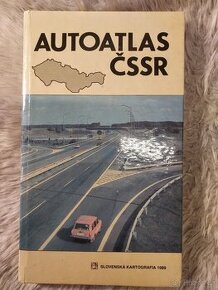 AUTOATLAS
ČSSR
SLOVENSKÁ KARTOGRAFIA 1989